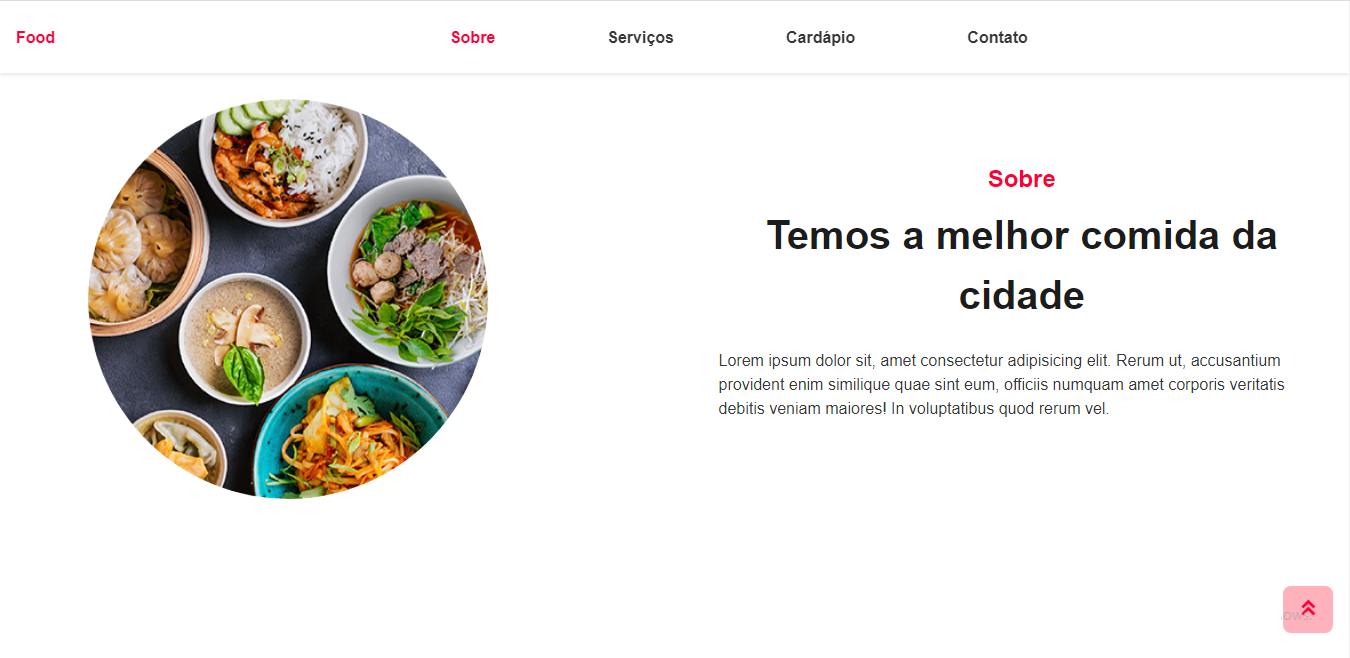 Food
Sobre
Serviços
Cardápio
Contato
Sobre
Temos a melhor comida da
cidade
Lorem ipsum dolor sit, amet consectetur adipisicing elit. Rerum ut, accusantium
provident enim similique quae sint eum, officiis numquam amet corporis veritatis
debitis veniam maiores! In voluptatibus quod rerum vel.